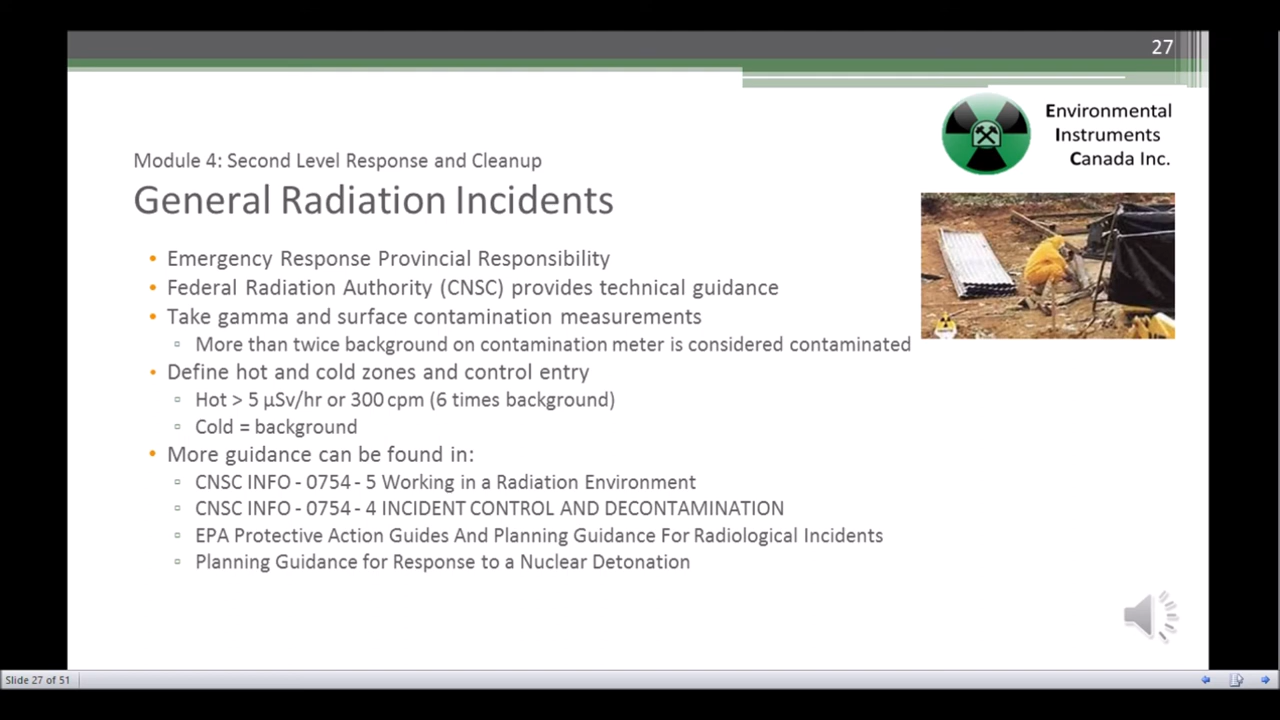 27
Environmental
Instruments
Canada Inc.
Module 4: Second Level Response and Cleanup
General Radiation Incidents
• Emergency Response Provincial Responsibility
• Federal Radiation Authority (CNSC) provides technical guidance
• Take gamma and surface contamination measurements
▫ More than twice background on contamination meter is considered contaminated
• Define hot and cold zones and control entry
▫ Hot > 5 µSv/hr or 300 cpm (6 times background)
▫ Cold = background
• More guidance can be found in:
▫ CNSC INFO - 0754 - 5 Working in a Radiation Environment
▫ CNSC INFO - 0754 - 4 INCIDENT CONTROL AND DECONTAMINATION
▫ EPA Protective Action Guides And Planning Guidance For Radiological Incidents
▫ Planning Guidance for Response to a Nuclear Detonation
Slide 27 of 51